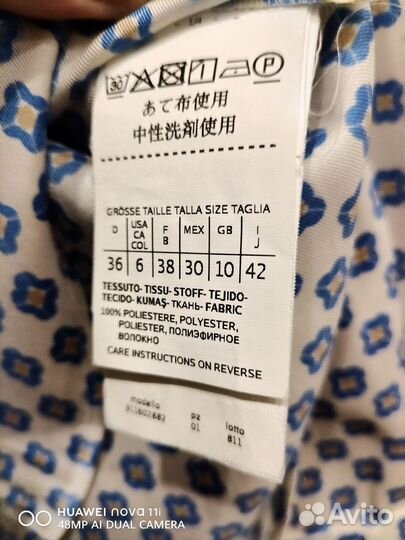 30 P
あて布使用
中性洗剤使用
GRÖSSE TAILLE TALLA SIZE TAGLIA
D USA CA COL F B MEX GB I J
36 6 38 30 10 42
TESSUTO- TISSU- STOFF- TEJIDO-
TECIDO- KUMAŞ- ТКАНЬ- FABRIC
100% POLIESTERE, POLYESTER,
POLIESTER, ПОЛИЭФИРНОЕ
ВОЛОКНО
CARE INSTRUCTIONS ON REVERSE
modello pz lotto
311602682 01 811
HUAWEI nova 11i
48MP AI DUAL CAMERA
Avito